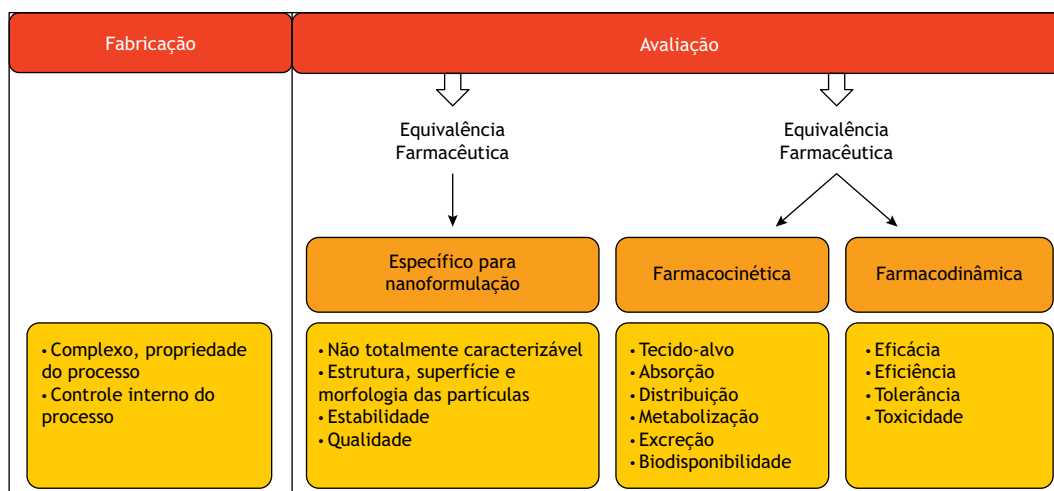 Fabricação
Avaliação
Equivalência
Farmacêutica
Equivalência
Farmacêutica
Específico para
nanoformulação
Farmacocinética
Farmacodinâmica
• Complexo, propriedade
do processo
• Controle interno do
processo
• Não totalmente caracterizável
• Estrutura, superfície e
morfologia das partículas
• Estabilidade
• Qualidade
• Tecido-alvo
• Absorção
• Distribuição
• Metabolização
• Excreção
• Biodisponibilidade
• Eficácia
• Eficiência
• Tolerância
• Toxicidade